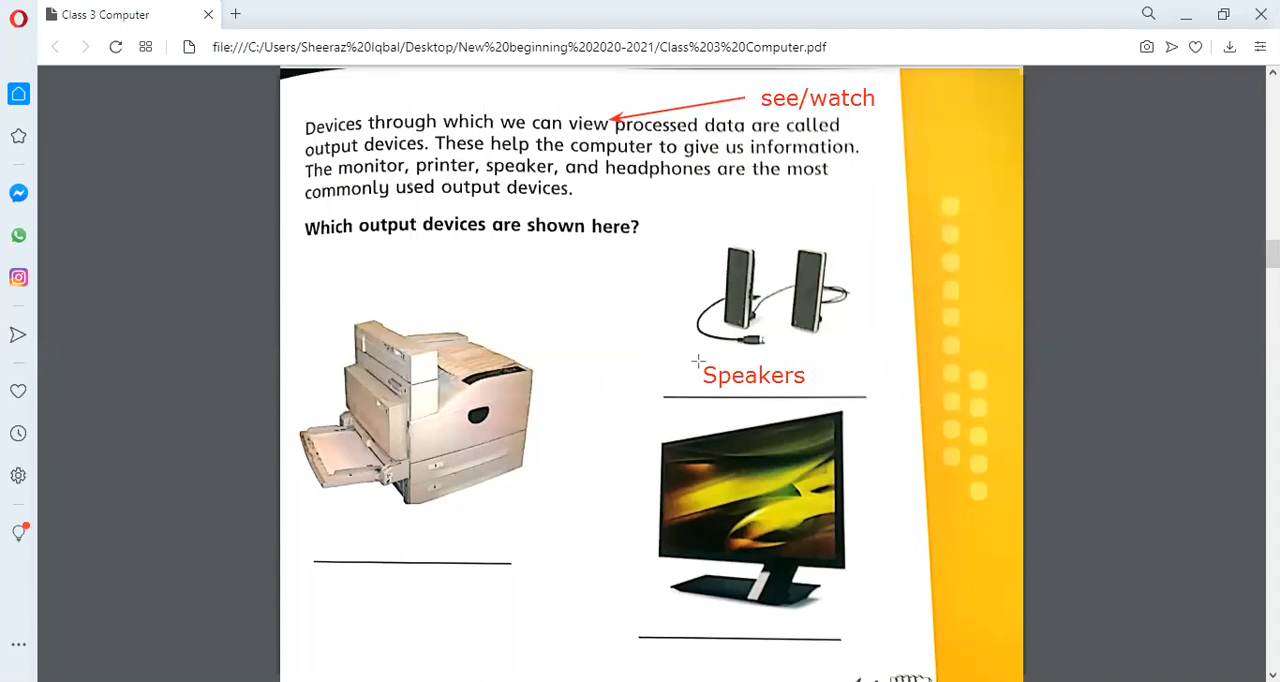 Class 3 Computer
file:///C:/Users/Sheeraz%20Iqbal/Desktop/New%20beginning%202020-2021/Class%203%20Computer.pdf
see/watch
Devices through which we can view processed data are called
output devices. These help the computer to give us information.
The monitor, printer, speaker, and headphones are the most
commonly used output devices.
Which output devices are shown here?
Speakers